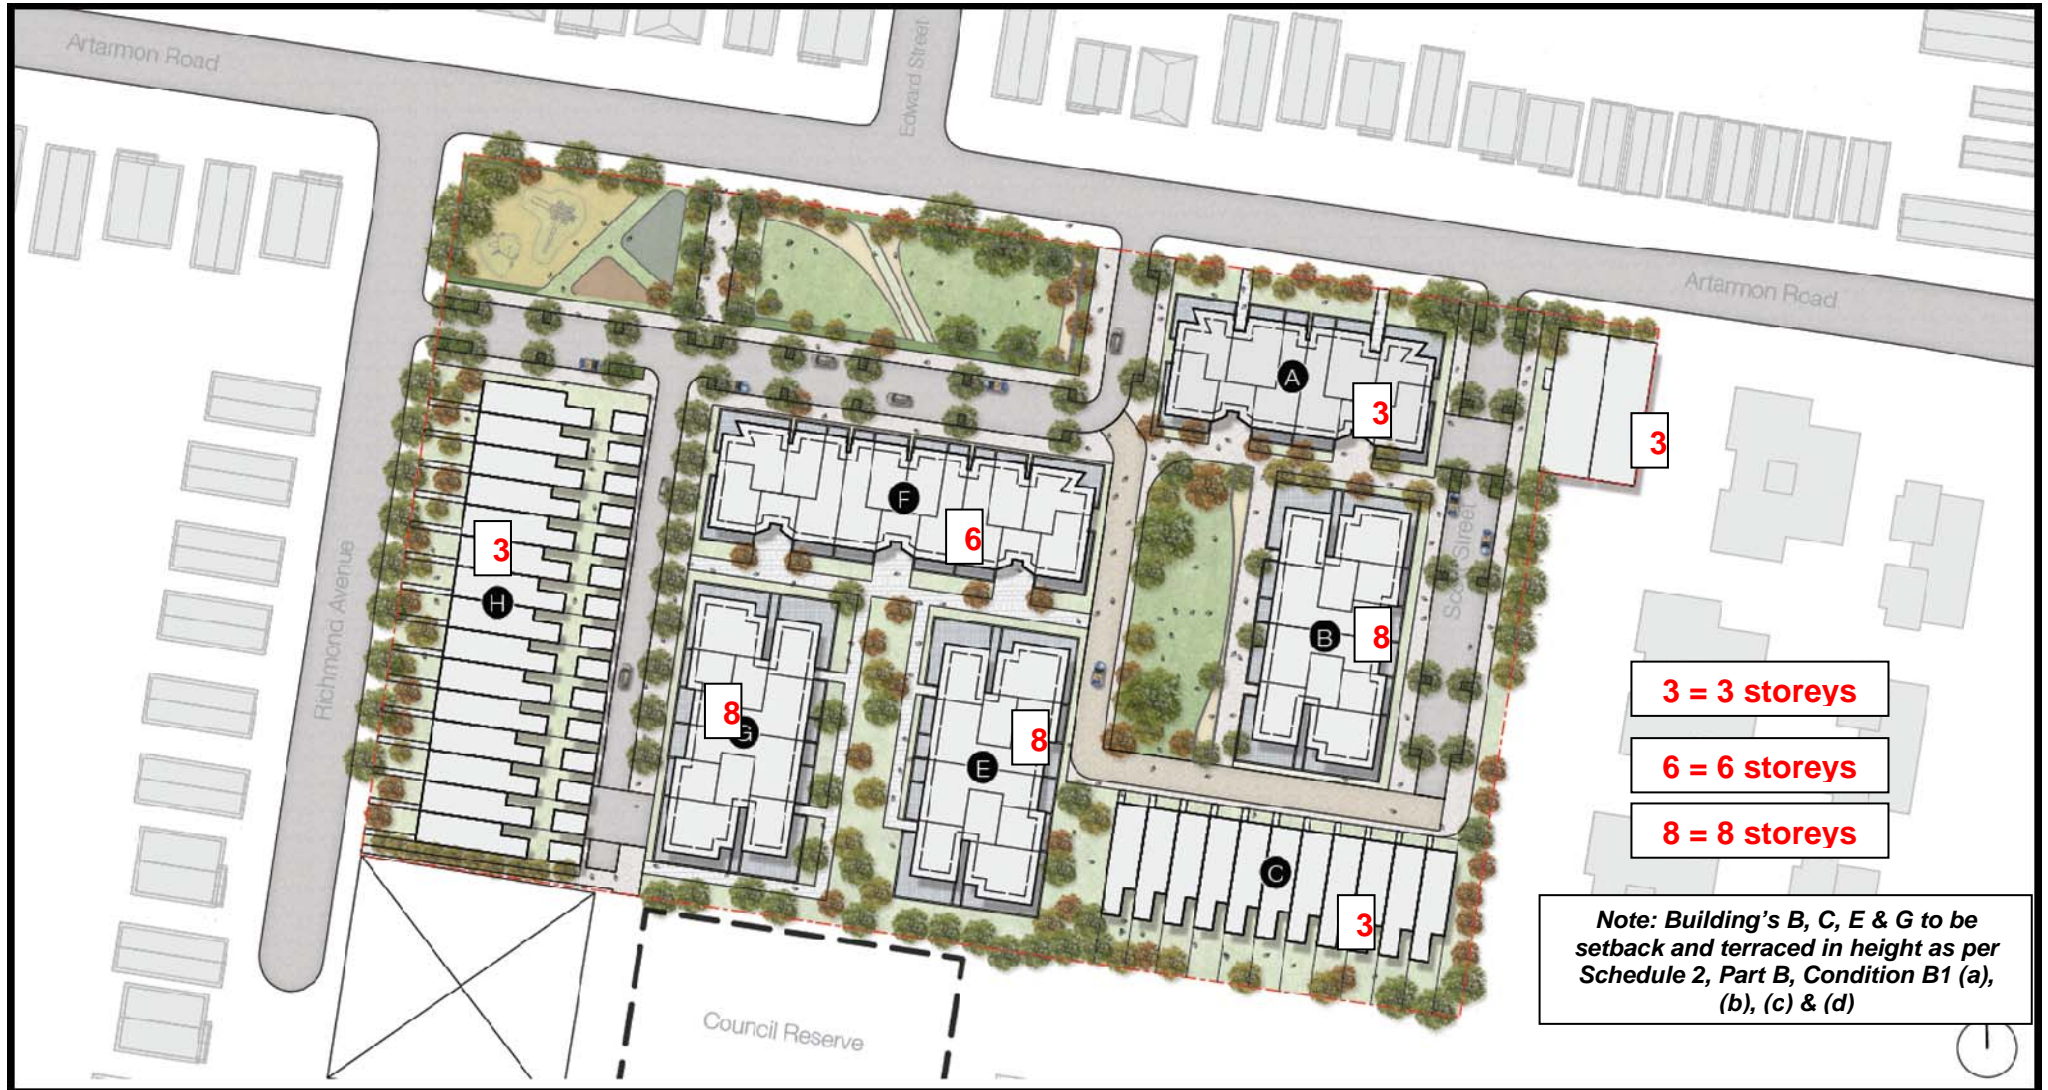 Artarmon Road
Edward Street
Artarmon Road
A
3
3
F
6
3
H
Richmond Avenue
B
8
Scott Street
8
G
8
E
C
3
3 = 3 storeys
6 = 6 storeys
8 = 8 storeys
Note: Building's B, C, E & G to be
setback and terraced in height as per
Schedule 2, Part B, Condition B1 (a),
(b), (c) & (d)
Council Reserve